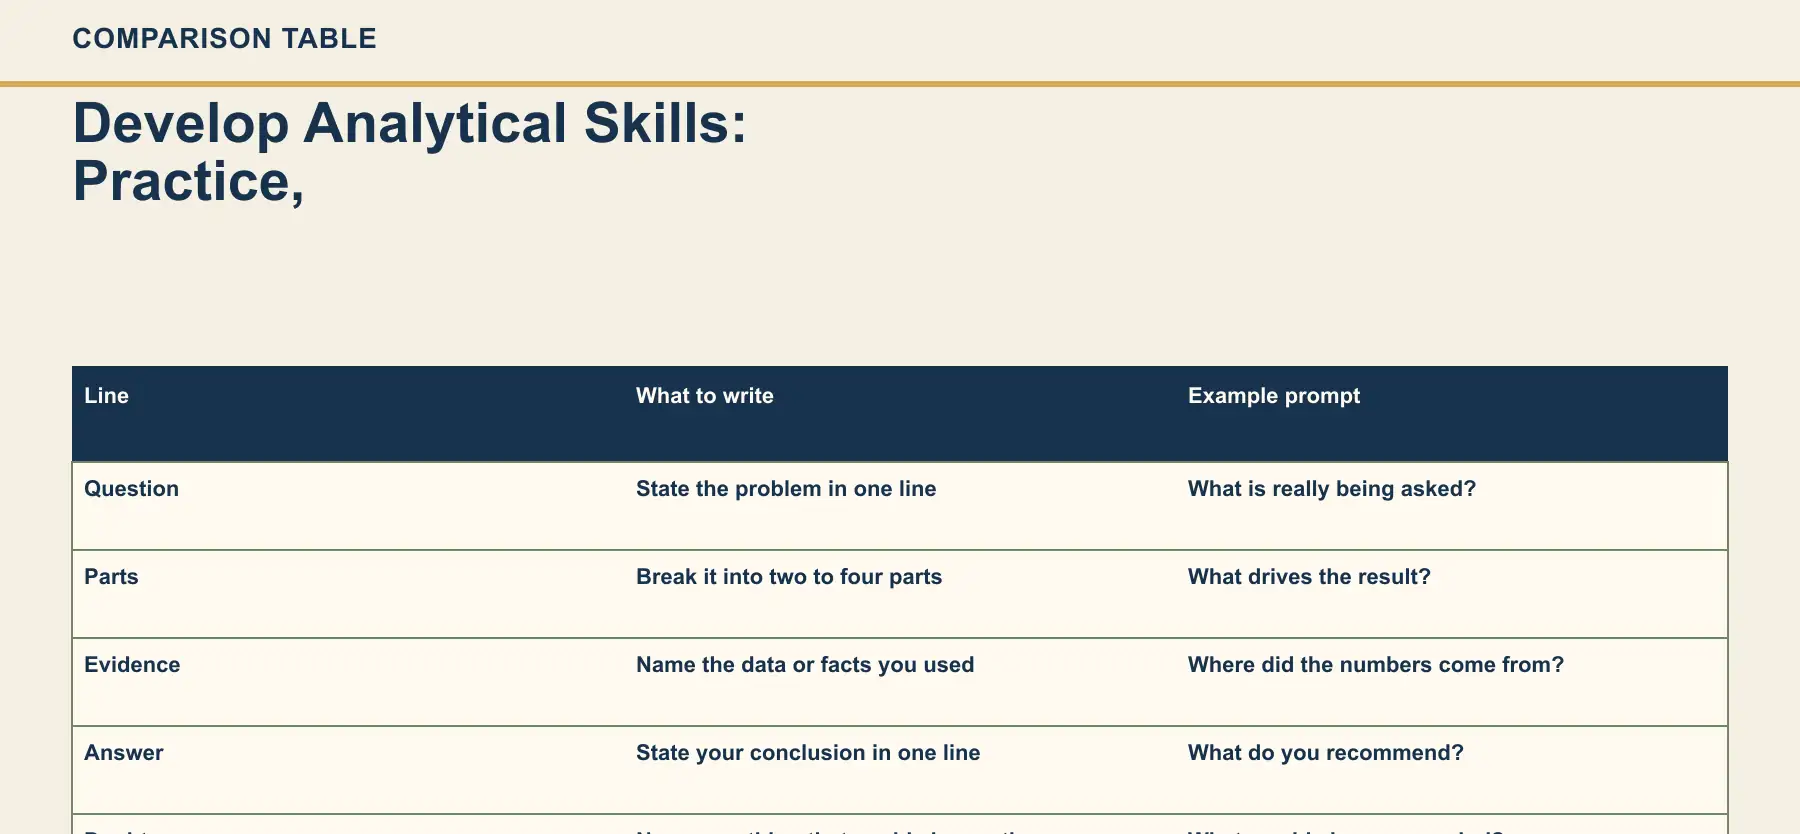 COMPARISON TABLE
Develop Analytical Skills:
Practice,
Line What to write Example prompt
Question State the problem in one line What is really being asked?
Parts Break it into two to four parts What drives the result?
Evidence Name the data or facts you used Where did the numbers come from?
Answer State your conclusion in one line What do you recommend?